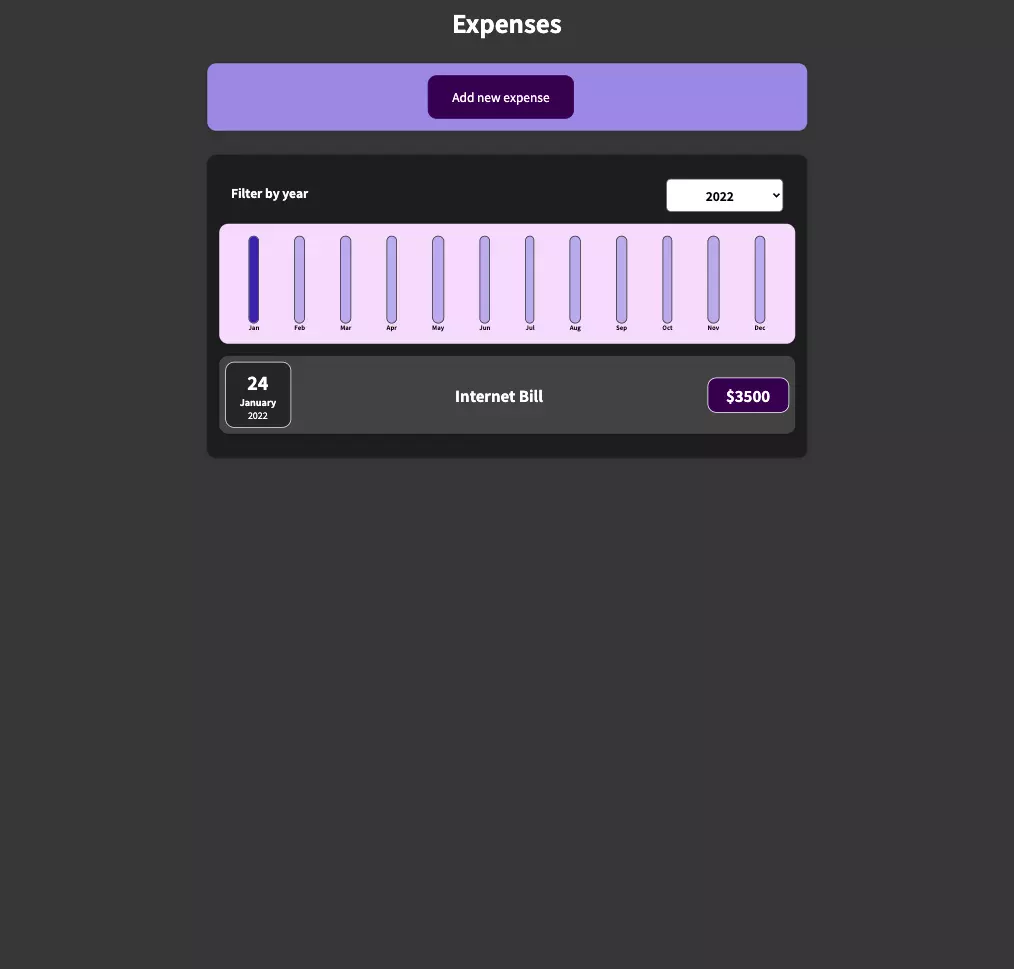 Expenses
Add new expense
Filter by year
2022
Jan Feb Mar Apr May Jun Jul Aug Sep Oct Nov Dec
24
January
2022
Internet Bill
$3500